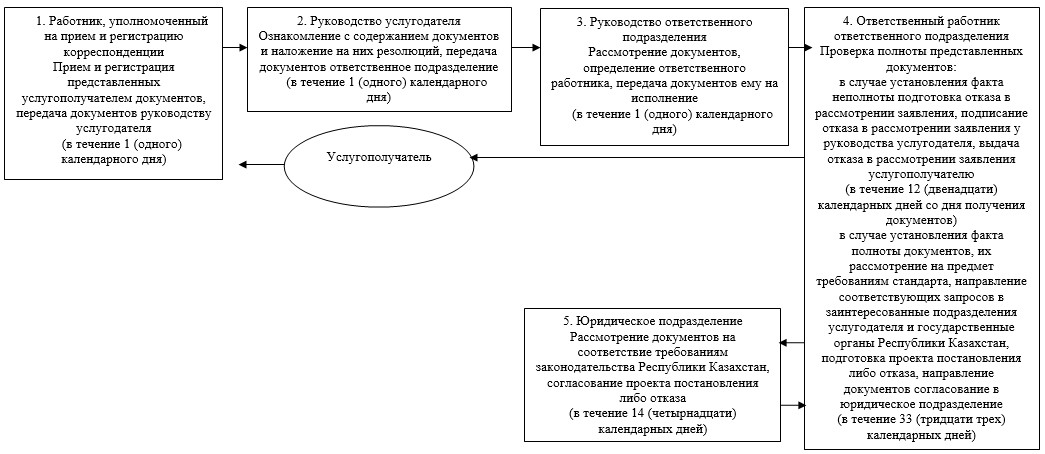 1. Работник, уполномоченный
на прием и регистрацию
корреспонденции
Прием и регистрация
представленных
услугополучателем документов,
передача документов руководству
услугодателя
(в течение 1 (одного)
календарного дня)
2. Руководство услугодателя
Ознакомление с содержанием документов
и наложение на них резолюций, передача
документов ответственное подразделение
(в течение 1 (одного) календарного
дня)
3. Руководство ответственного
подразделения
Рассмотрение документов,
определение ответственного
работника, передача документов ему на
исполнение
(в течение 1 (одного) календарного
дня)
4. Ответственный работник
ответственного подразделения
Проверка полноты представленных
документов:
в случае установления факта
неполноты подготовка отказа в
рассмотрении заявления, подписание
отказа в рассмотрении заявления у
руководства услугодателя, выдача
отказа в рассмотрении заявления
услугополучателю
(в течение 12 (двенадцати)
календарных дней со дня получения
документов)
в случае установления факта
полноты документов, их
рассмотрение на предмет
требованиям стандарта, направление
соответствующих запросов в
заинтересованные подразделения
услугодателя и государственные
органы Республики Казахстан,
подготовка проекта постановления
либо отказа, направление
документов согласование в
юридическое подразделение
(в течение 33 (тридцати трех)
календарных дней)
Услугополучатель
5. Юридическое подразделение
Рассмотрение документов на
соответствие требованиям
законодательства Республики Казахстан,
согласование проекта постановления
либо отказа
(в течение 14 (четырнадцати)
календарных дней)